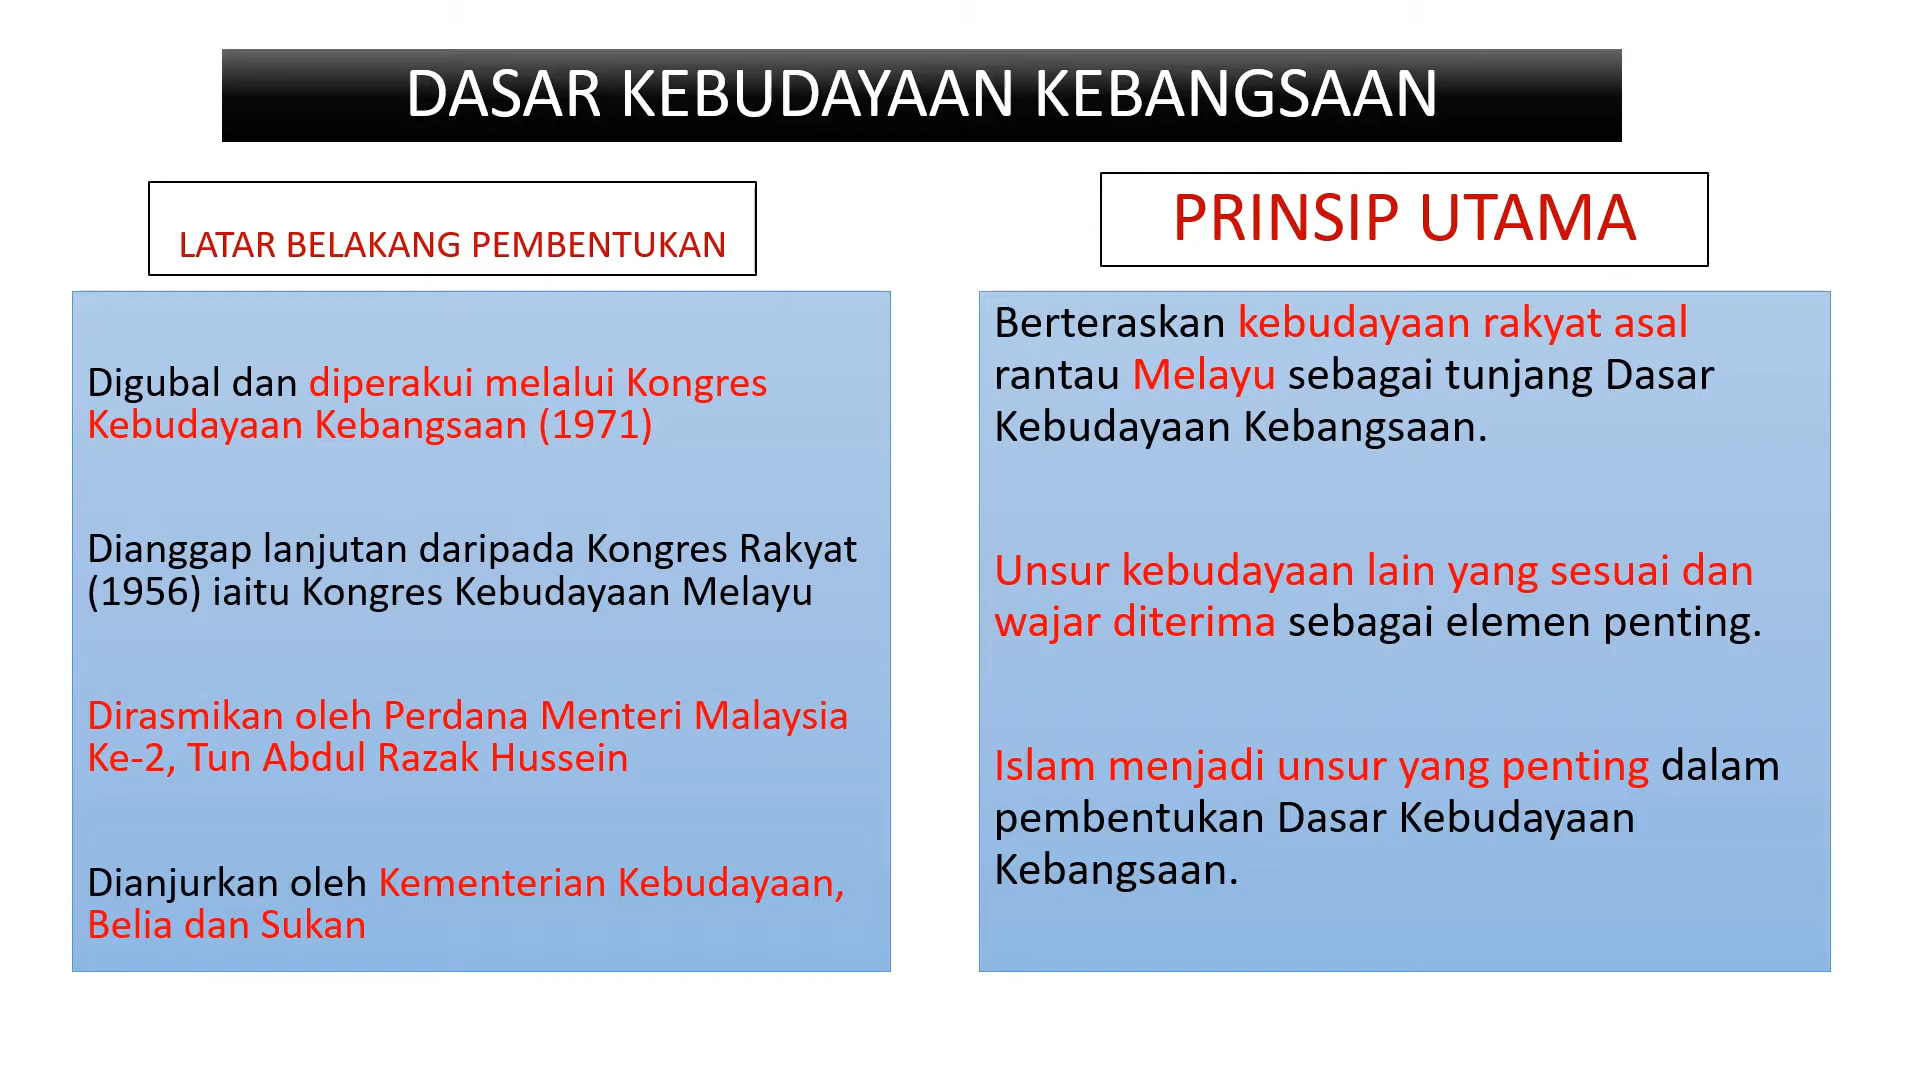 DASAR KEBUDAYAAN KEBANGSAAN
LATAR BELAKANG PEMBENTUKAN
Digubal dan diperakui melalui Kongres
Kebudayaan Kebangsaan (1971)
Dianggap lanjutan daripada Kongres Rakyat
(1956) iaitu Kongres Kebudayaan Melayu
Dirasmikan oleh Perdana Menteri Malaysia
Ke-2, Tun Abdul Razak Hussein
Dianjurkan oleh Kementerian Kebudayaan,
Belia dan Sukan
PRINSIP UTAMA
Berteraskan kebudayaan rakyat asal
rantau Melayu sebagai tunjang Dasar
Kebudayaan Kebangsaan.
Unsur kebudayaan lain yang sesuai dan
wajar diterima sebagai elemen penting.
Islam menjadi unsur yang penting dalam
pembentukan Dasar Kebudayaan
Kebangsaan.